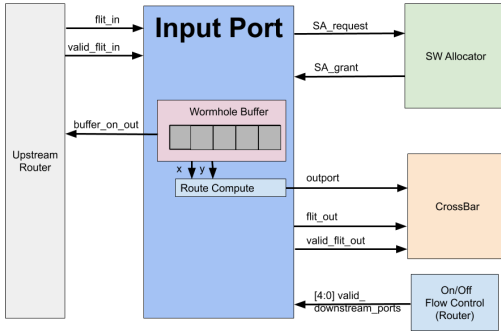 flit_in
valid_flit_in
buffer_on_out
Upstream
Router
Input Port
Wormhole Buffer
x
y
Route Compute
SA_request
SA_grant
SW Allocator
outport
flit_out
valid_flit_out
CrossBar
[4:0] valid_
downstream_ports
On/Off
Flow Control
(Router)